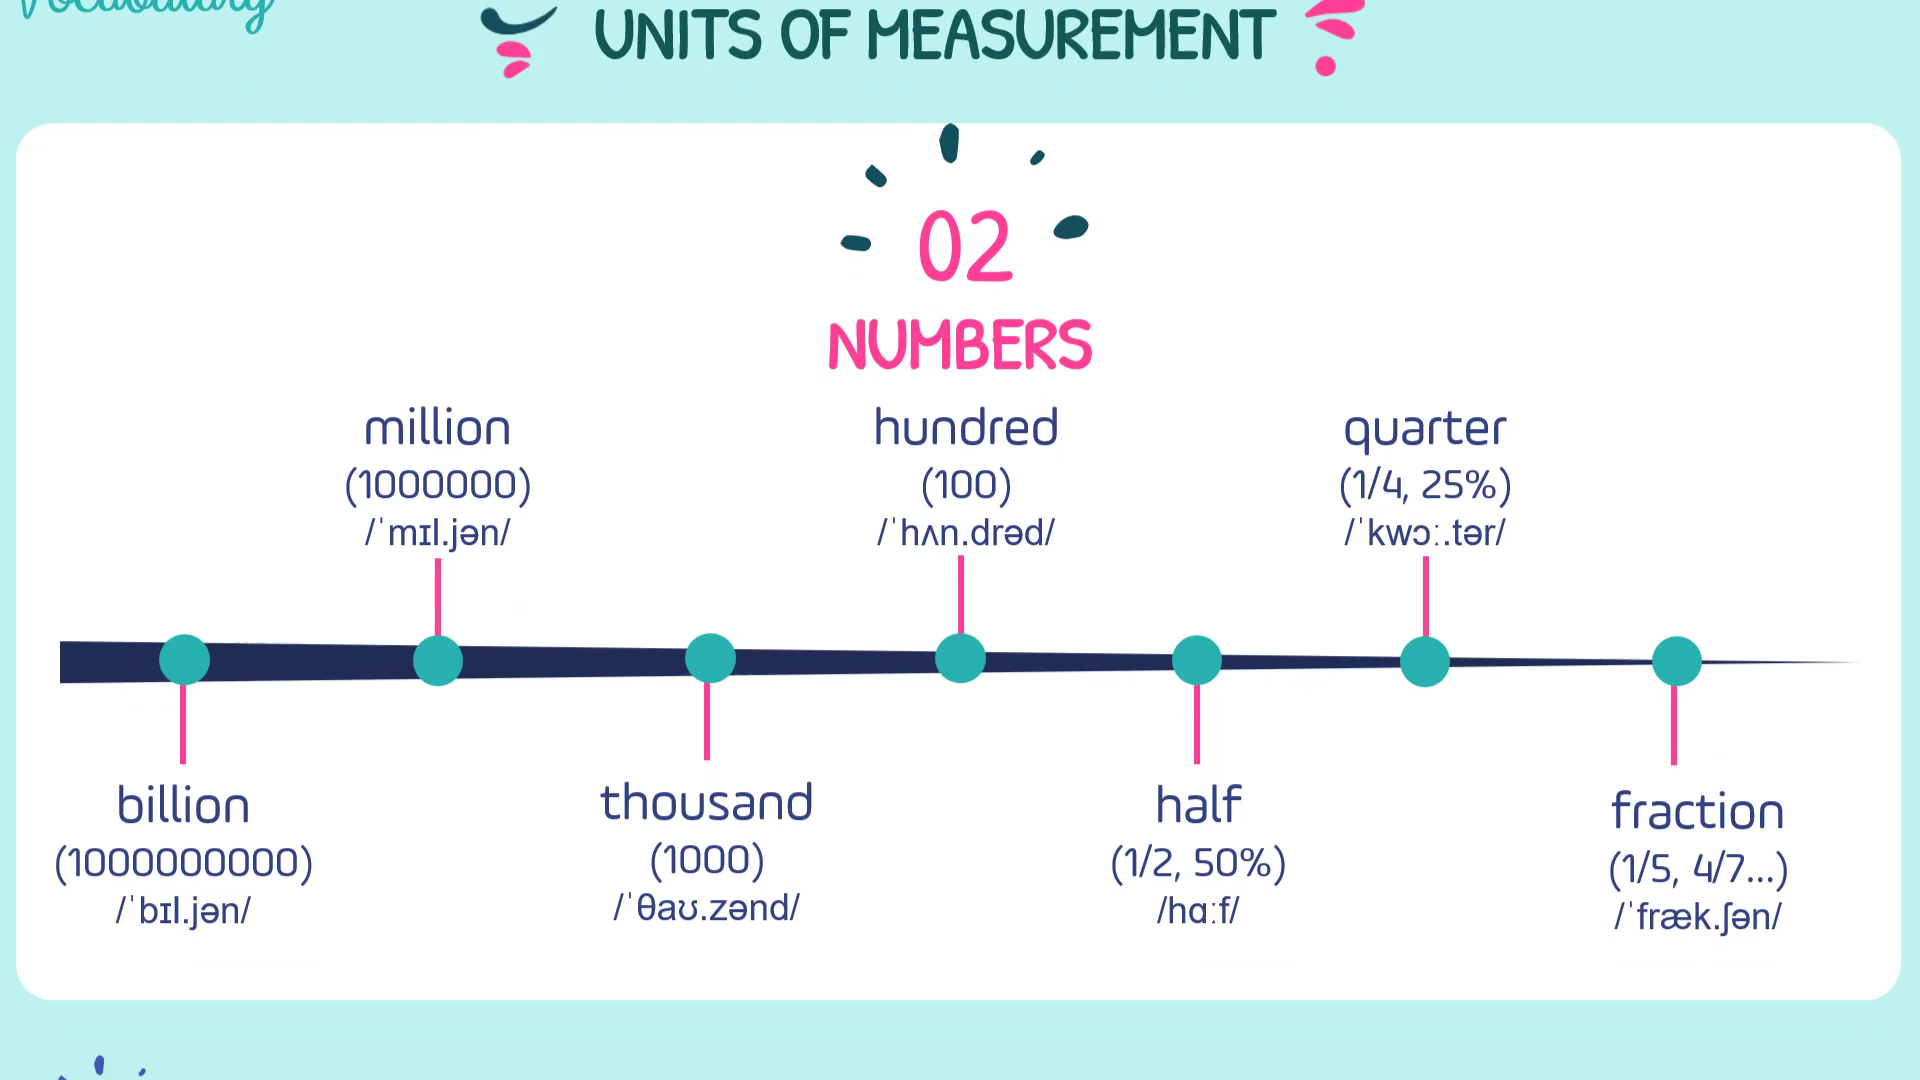 Vocabulary
UNITS OF MEASUREMENT
02
NUMBERS
million
(1000000)
/ˈmɪl.jən/
hundred
(100)
/ˈhʌn.drəd/
quarter
(1/4, 25%)
/ˈkwɔː.tər/
billion
(1000000000)
/ˈbɪl.jən/
thousand
(1000)
/ˈθaʊ.zənd/
half
(1/2, 50%)
/hɑːf/
fraction
(1/5, 4/7...)
/ˈfræk.ʃən/